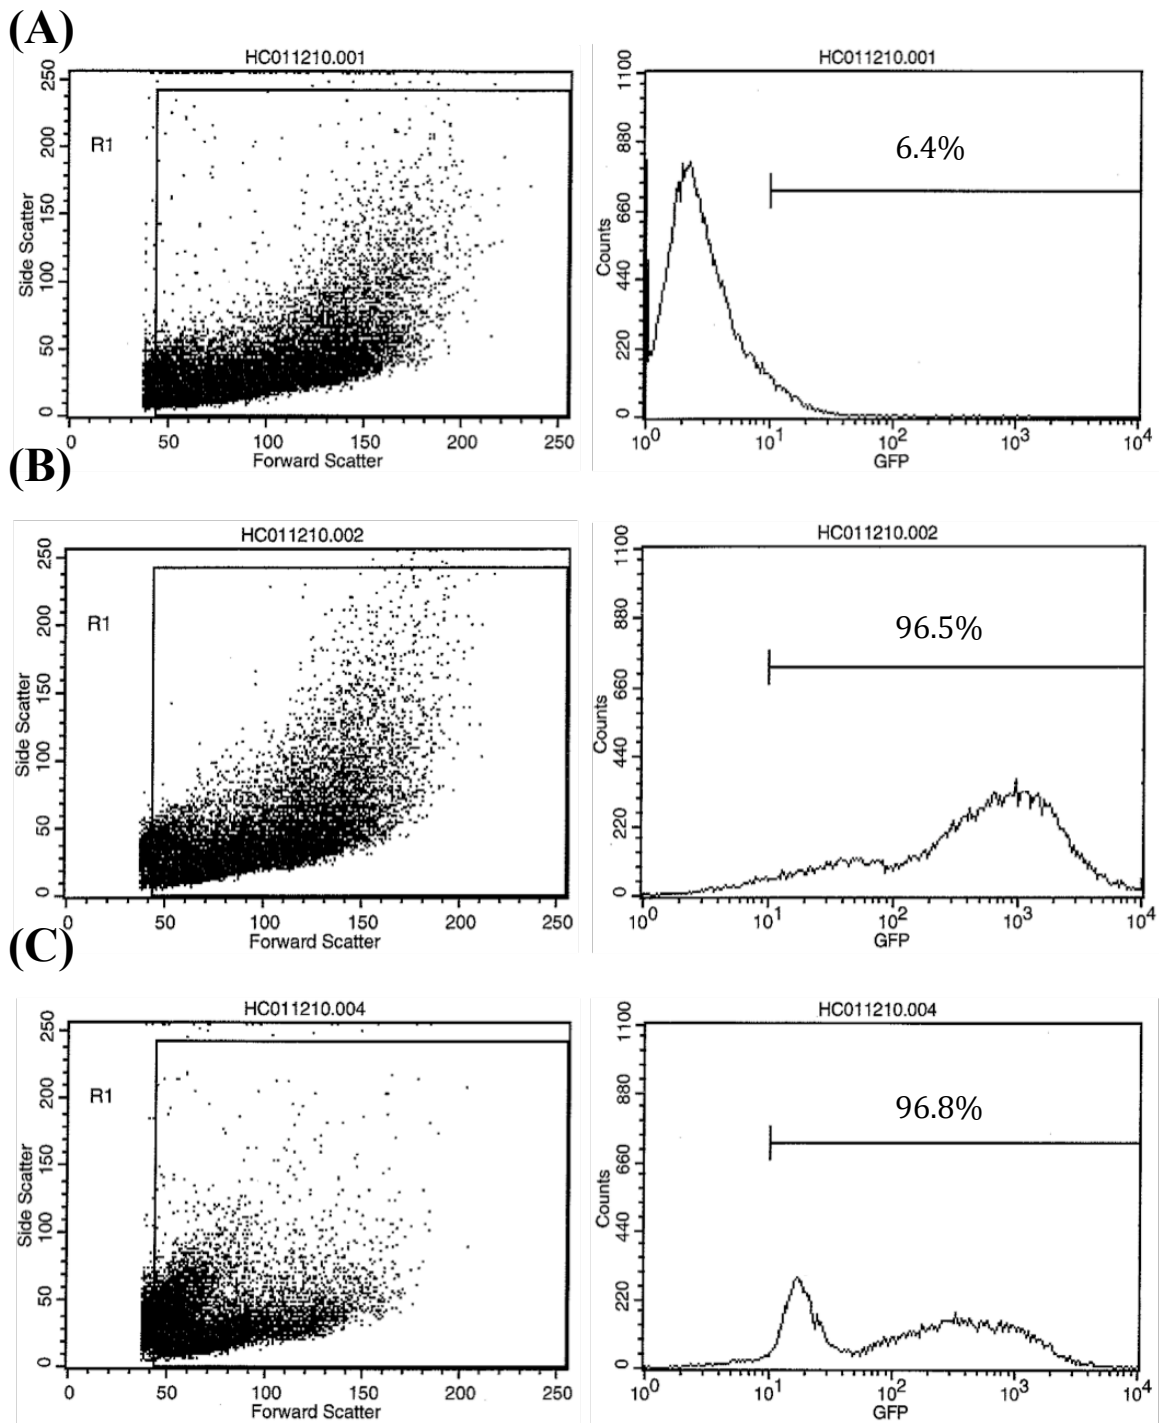 (A)
HC011210.001
250
200
150
100
50
0
Side Scatter
R1
0 50 100 150 200 250
Forward Scatter
HC011210.001
1100
880
660
440
220
0
Counts
6.4%
10^0 10^1 10^2 10^3 10^4
GFP
(B)
HC011210.002
250
200
150
100
50
0
Side Scatter
R1
0 50 100 150 200 250
Forward Scatter
HC011210.002
1100
880
660
440
220
0
Counts
96.5%
10^0 10^1 10^2 10^3 10^4
GFP
(C)
HC011210.004
250
200
150
100
50
0
Side Scatter
R1
0 50 100 150 200 250
Forward Scatter
HC011210.004
1100
880
660
440
220
0
Counts
96.8%
10^0 10^1 10^2 10^3 10^4
GFP